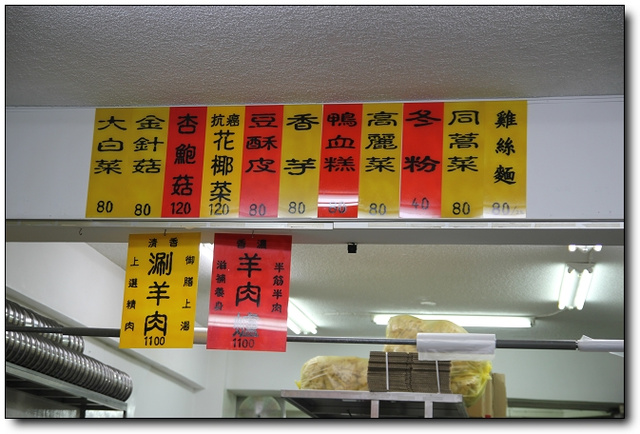 大白菜 80
金針菇 80
杏鮑菇 120
抗癌 花椰菜 120
豆酥皮 80
香芋 80
鴨血糕
高麗菜 80
冬粉 40
同蒿菜 80
雞絲麵 80
清香
涮羊肉
御膳上湯
上選精肉
1100
香濃
羊肉爐
半筋半肉
滋補養身
1100